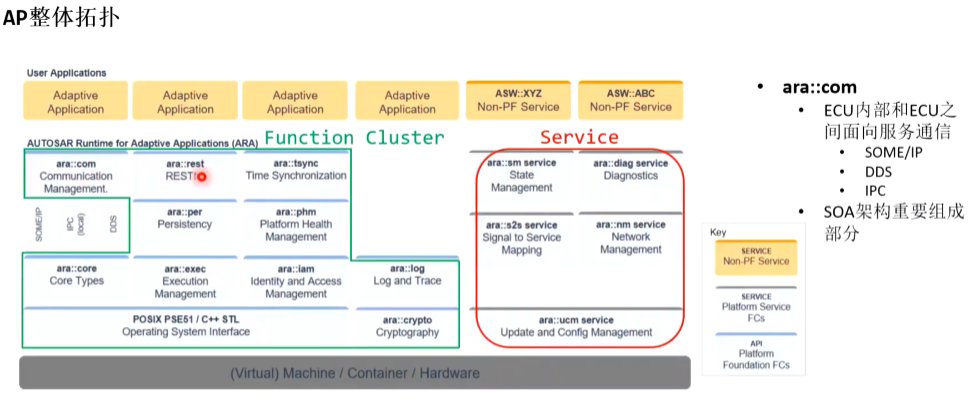 AP整体拓扑
User Applications
Adaptive
Application
Adaptive
Application
Adaptive
Application
Adaptive
Application
ASW::XYZ
Non-PF Service
ASW::ABC
Non-PF Service
AUTOSAR Runtime for Adaptive Applications (ARA)
Function Cluster
Service
ara::com
Communication
Management.
ara::rest
ara::tsync
Time Synchronization
ara::sm service
State
Management
ara::diag service
Diagnostics
SOME/IP
IPC
(local)
DDS
ara::per
Persistency
ara::phm
Platform Health
Management
ara::s2s service
Signal to Service
Mapping
ara::nm service
Network
Management
ara::core
Core Types
ara::exec
Execution
Management
ara::iam
Identity and Access
Management
ara::log
Log and Trace
POSIX PSE51 / C++ STL
Operating System Interface
ara::crypto
Cryptography
ara::ucm service
Update and Config Management
(Virtual) Machine / Container / Hardware
Key
SERVICE
Non-PF Service
SERVICE
Platform Service
FCs
API
Platform
Foundation FCs
• ara::com
• ECU内部和ECU之
间面向服务通信
• SOME/IP
• DDS
• IPC
• SOA架构重要组成
部分